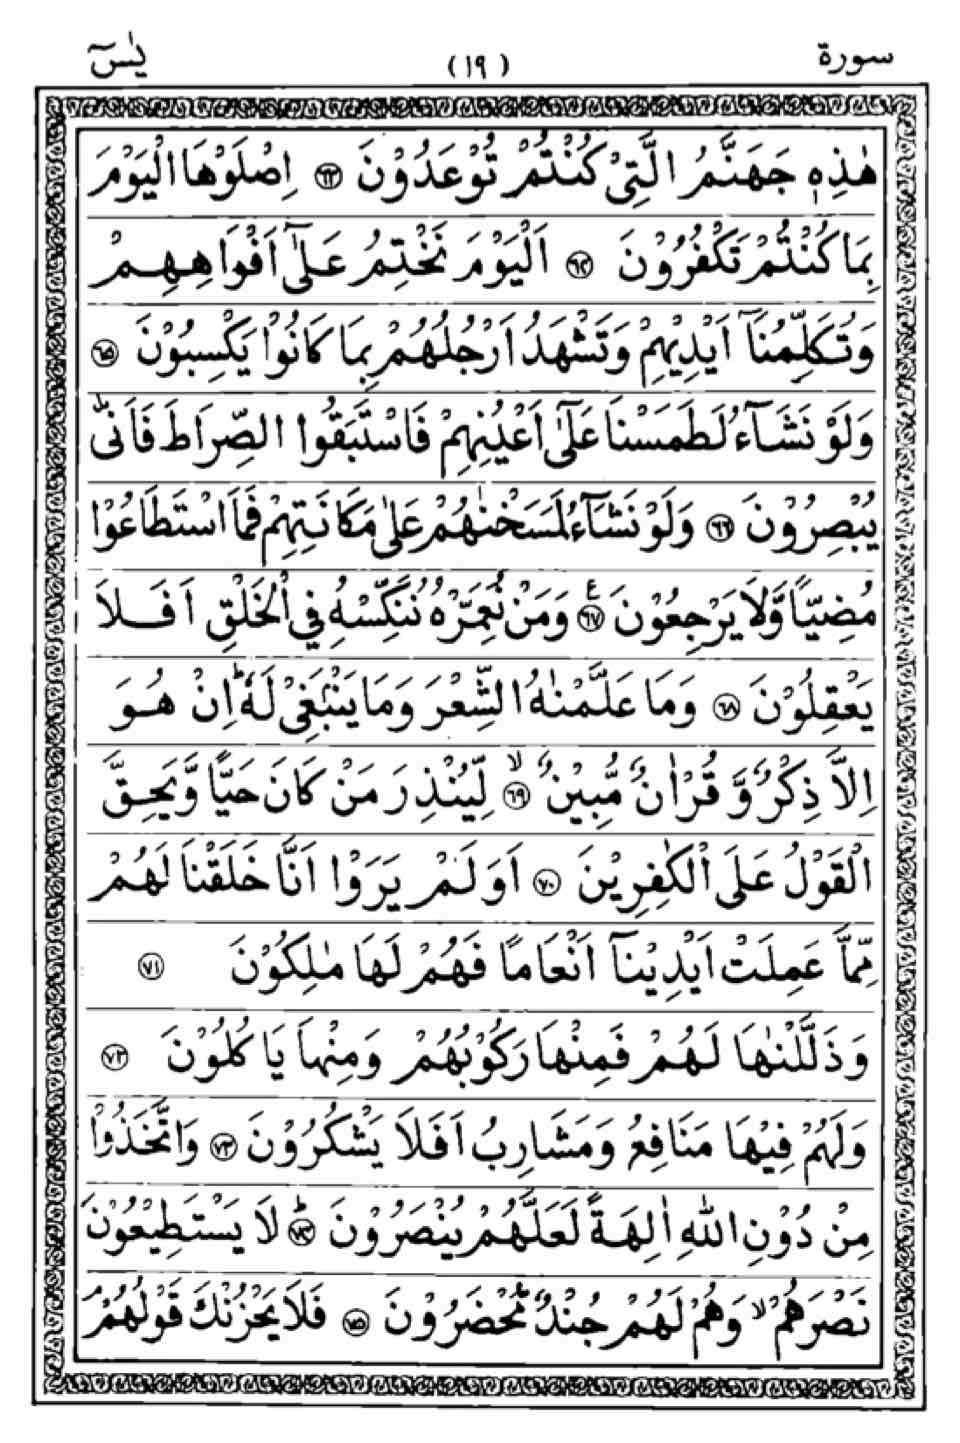 سورة (١٩) يٰسٓ
هٰذِهٖ جَهَنَّمُ الَّتِىْ كُنْتُمْ تُوْعَدُوْنَ ﴿٦٣﴾ اِصْلَوْهَا الْيَوْمَ
بِمَا كُنْتُمْ تَكْفُرُوْنَ ﴿٦٤﴾ اَلْيَوْمَ نَخْتِمُ عَلٰٓى اَفْوَاهِهِمْ
وَتُكَلِّمُنَآ اَيْدِيْهِمْ وَتَشْهَدُ اَرْجُلُهُمْ بِمَا كَانُوْا يَكْسِبُوْنَ ﴿٦٥﴾
وَلَوْ نَشَآءُ لَطَمَسْنَا عَلٰٓى اَعْيُنِهِمْ فَاسْتَبَقُوا الصِّرَاطَ فَاَنّٰى
يُبْصِرُوْنَ ﴿٦٦﴾ وَلَوْ نَشَآءُ لَمَسَخْنٰهُمْ عَلٰى مَكَانَتِهِمْ فَمَا اسْتَطَاعُوْا
مُضِيًّا وَّلَا يَرْجِعُوْنَ ﴿٦٧﴾ ع وَمَنْ نُعَمِّرْهُ نُنَكِّسْهُ فِي الْخَلْقِ اَفَلَا
يَعْقِلُوْنَ ﴿٦٨﴾ وَمَا عَلَّمْنٰهُ الشِّعْرَ وَمَا يَنْبَغِىْ لَهٗ ؕ اِنْ هُوَ
اِلَّا ذِكْرٌ وَّ قُرْاٰنٌ مُّبِيْنٌ ﴿٦٩﴾ ۙ لِّيُنْذِرَ مَنْ كَانَ حَيًّا وَّيَحِقَّ
الْقَوْلُ عَلَى الْكٰفِرِيْنَ ﴿٧٠﴾ اَوَلَمْ يَرَوْا اَنَّا خَلَقْنَا لَهُمْ
مِّمَّا عَمِلَتْ اَيْدِيْنَآ اَنْعَامًا فَهُمْ لَهَا مٰلِكُوْنَ ﴿٧١﴾
وَذَلَّلْنٰهَا لَهُمْ فَمِنْهَا رَكُوْبُهُمْ وَمِنْهَا يَاْكُلُوْنَ ﴿٧٢﴾
وَلَهُمْ فِيْهَا مَنَافِعُ وَمَشَارِبُ اَفَلَا يَشْكُرُوْنَ ﴿٧٣﴾ وَاتَّخَذُوْا
مِنْ دُوْنِ اللّٰهِ اٰلِهَةً لَعَلَّهُمْ يُنْصَرُوْنَ ﴿٧٤﴾ ؕ لَا يَسْتَطِيْعُوْنَ
نَصْرَهُمْ ۙ وَهُمْ لَهُمْ جُنْدٌ مُّحْضَرُوْنَ ﴿٧٥﴾ فَلَا يَحْزُنْكَ قَوْلُهُمْ ۘ